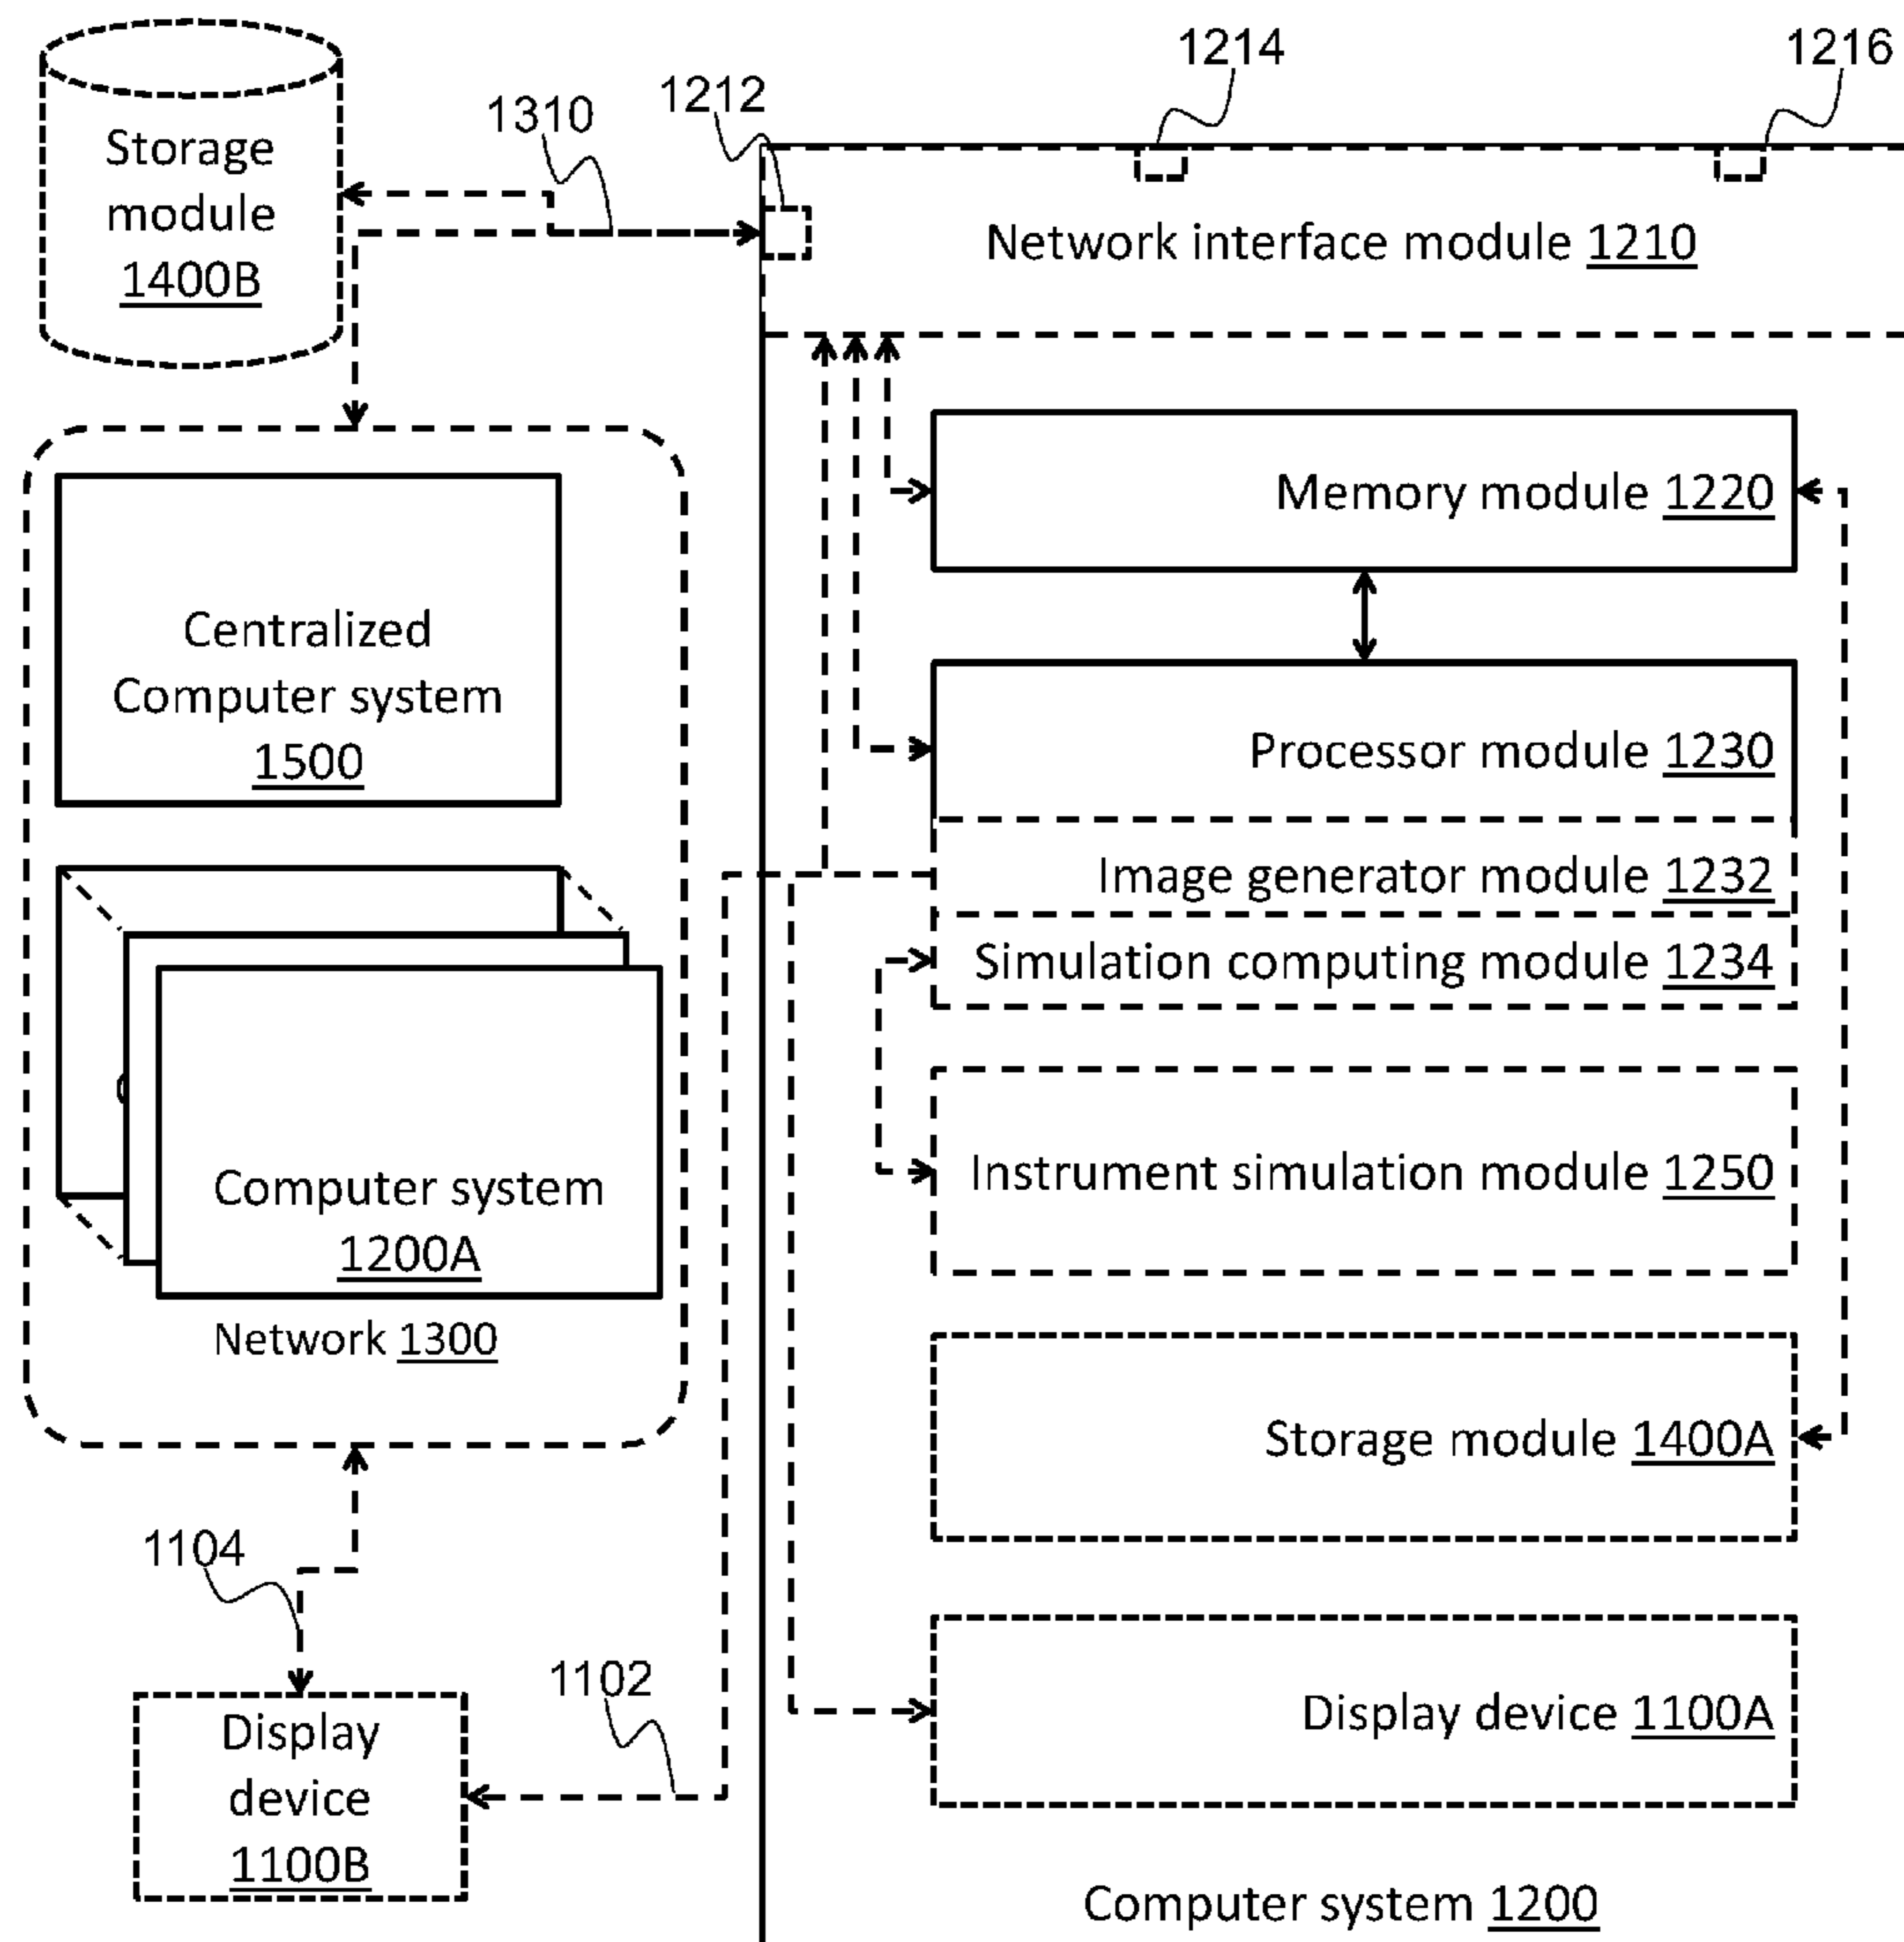 1214
1216
1212
1310
Storage
module
1400B
Network interface module 1210
Memory module 1220
Centralized
Computer system
1500
Processor module 1230
Image generator module 1232
Simulation computing module 1234
Instrument simulation module 1250
Computer system
1200A
Network 1300
Storage module 1400A
1104
1102
Display
device
1100B
Display device 1100A
Computer system 1200